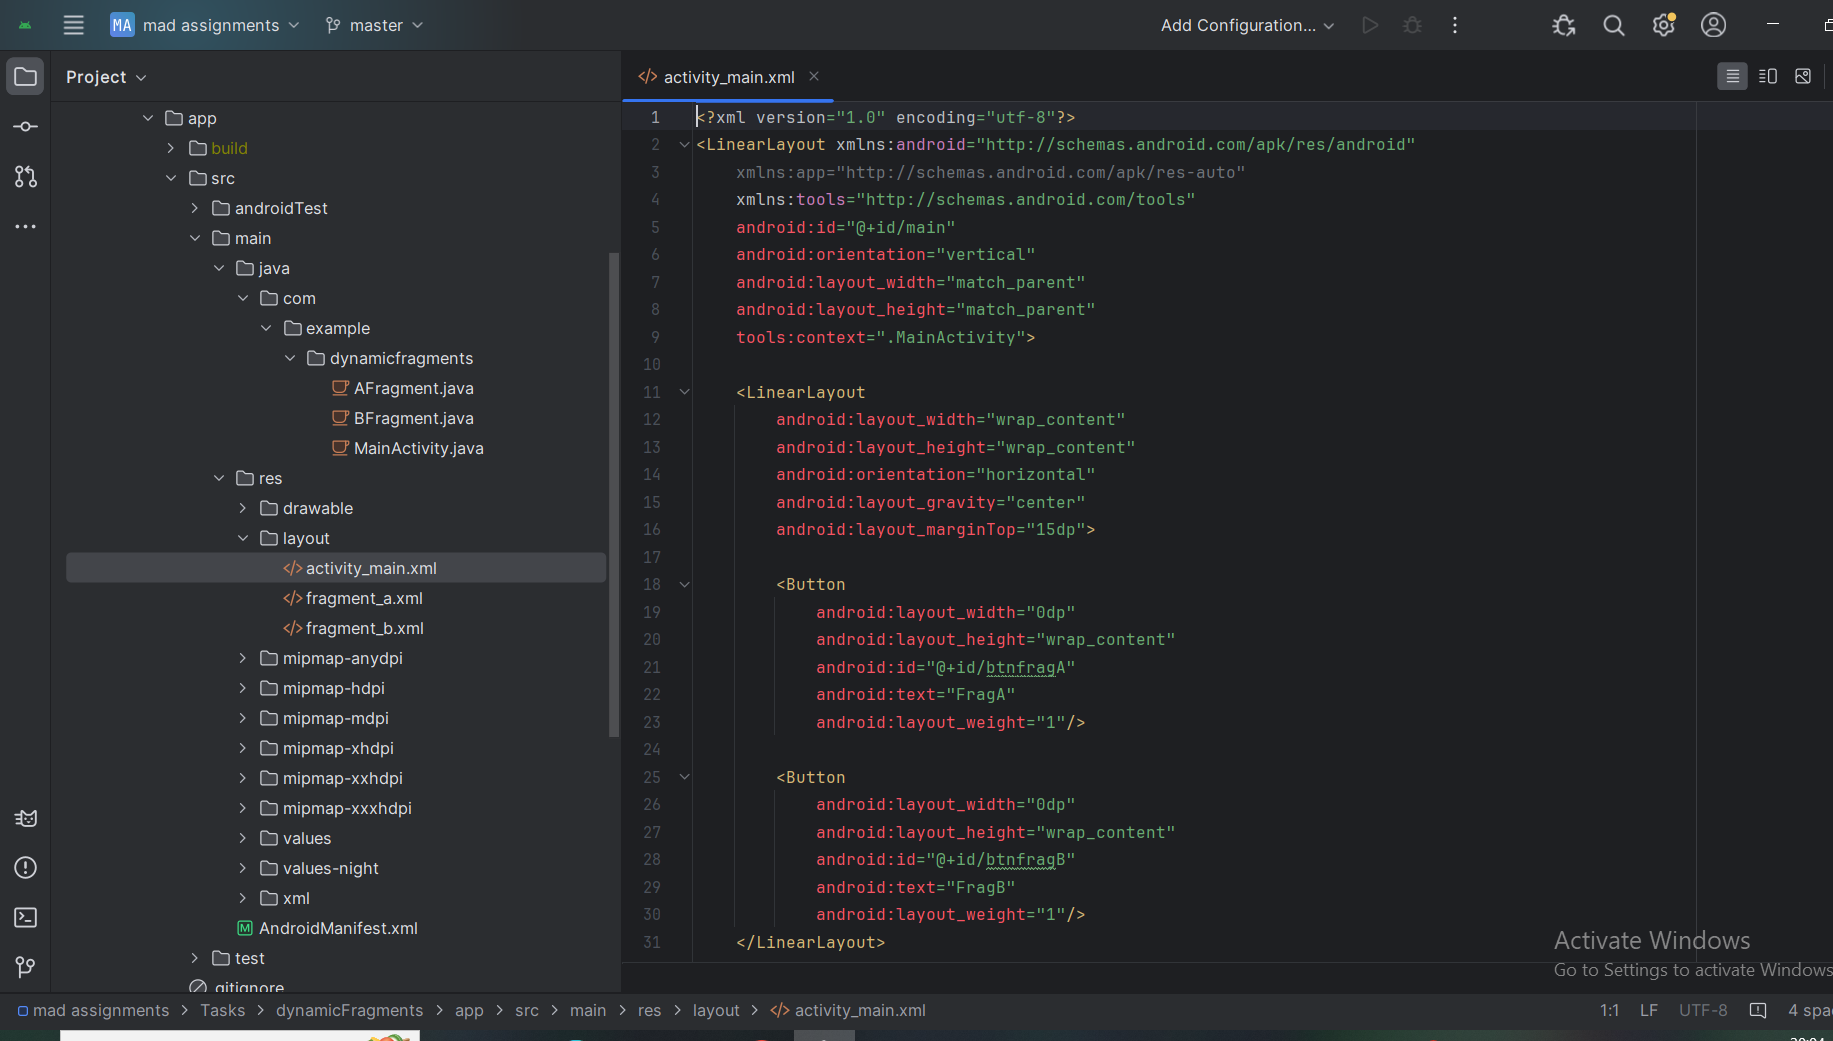 MA mad assignments master Add Configuration...
Project
activity_main.xml
app
build
src
androidTest
main
java
com
example
dynamicfragments
AFragment.java
BFragment.java
MainActivity.java
res
drawable
layout
activity_main.xml
fragment_a.xml
fragment_b.xml
mipmap-anydpi
mipmap-hdpi
mipmap-mdpi
mipmap-xhdpi
mipmap-xxhdpi
mipmap-xxxhdpi
values
values-night
xml
AndroidManifest.xml
test
.gitignore
1 <?xml version="1.0" encoding="utf-8"?>
2 <LinearLayout xmlns:android="http://schemas.android.com/apk/res/android"
3 xmlns:app="http://schemas.android.com/apk/res-auto"
4 xmlns:tools="http://schemas.android.com/tools"
5 android:id="@+id/main"
6 android:orientation="vertical"
7 android:layout_width="match_parent"
8 android:layout_height="match_parent"
9 tools:context=".MainActivity">
10
11 <LinearLayout
12 android:layout_width="wrap_content"
13 android:layout_height="wrap_content"
14 android:orientation="horizontal"
15 android:layout_gravity="center"
16 android:layout_marginTop="15dp">
17
18 <Button
19 android:layout_width="0dp"
20 android:layout_height="wrap_content"
21 android:id="@+id/btnfragA"
22 android:text="FragA"
23 android:layout_weight="1"/>
24
25 <Button
26 android:layout_width="0dp"
27 android:layout_height="wrap_content"
28 android:id="@+id/btnfragB"
29 android:text="FragB"
30 android:layout_weight="1"/>
31 </LinearLayout>
Activate Windows
Go to Settings to activate Windows
mad assignments > Tasks > dynamicFragments > app > src > main > res > layout > activity_main.xml 1:1 LF UTF-8 4 spa